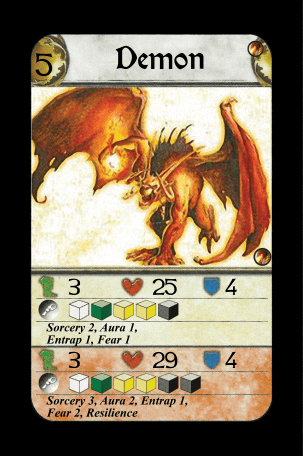 5 Demon
3 25 4
Sorcery 2, Aura 1,
Entrap 1, Fear 1
3 29 4
Sorcery 3, Aura 2, Entrap 1,
Fear 2, Resilience